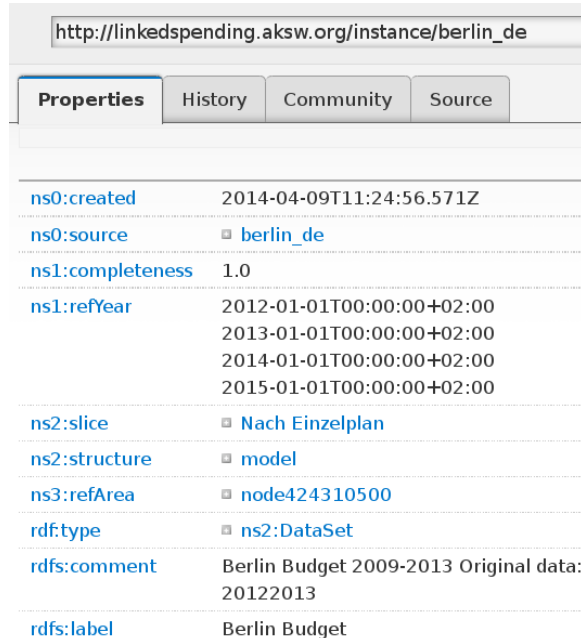 http://linkedspending.aksw.org/instance/berlin_de
Properties History Community Source
ns0:created 2014-04-09T11:24:56.571Z
ns0:source berlin_de
ns1:completeness 1.0
ns1:refYear 2012-01-01T00:00:00+02:00
2013-01-01T00:00:00+02:00
2014-01-01T00:00:00+02:00
2015-01-01T00:00:00+02:00
ns2:slice Nach Einzelplan
ns2:structure model
ns3:refArea node424310500
rdf:type ns2:DataSet
rdfs:comment Berlin Budget 2009-2013 Original data:
20122013
rdfs:label Berlin Budget